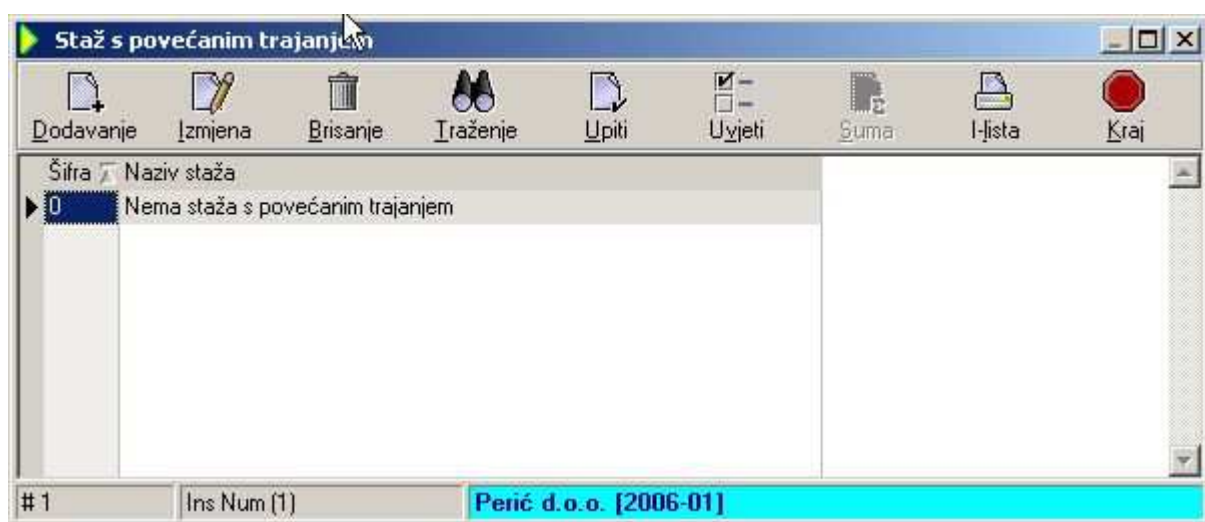 Staž s povećanim trajanjem
Dodavanje Izmjena Brisanje Traženje Upiti Uvjeti Suma I-lista Kraj
Šifra Naziv staža
0 Nema staža s povećanim trajanjem
# 1 Ins Num (1) Perić d.o.o. [2006-01]